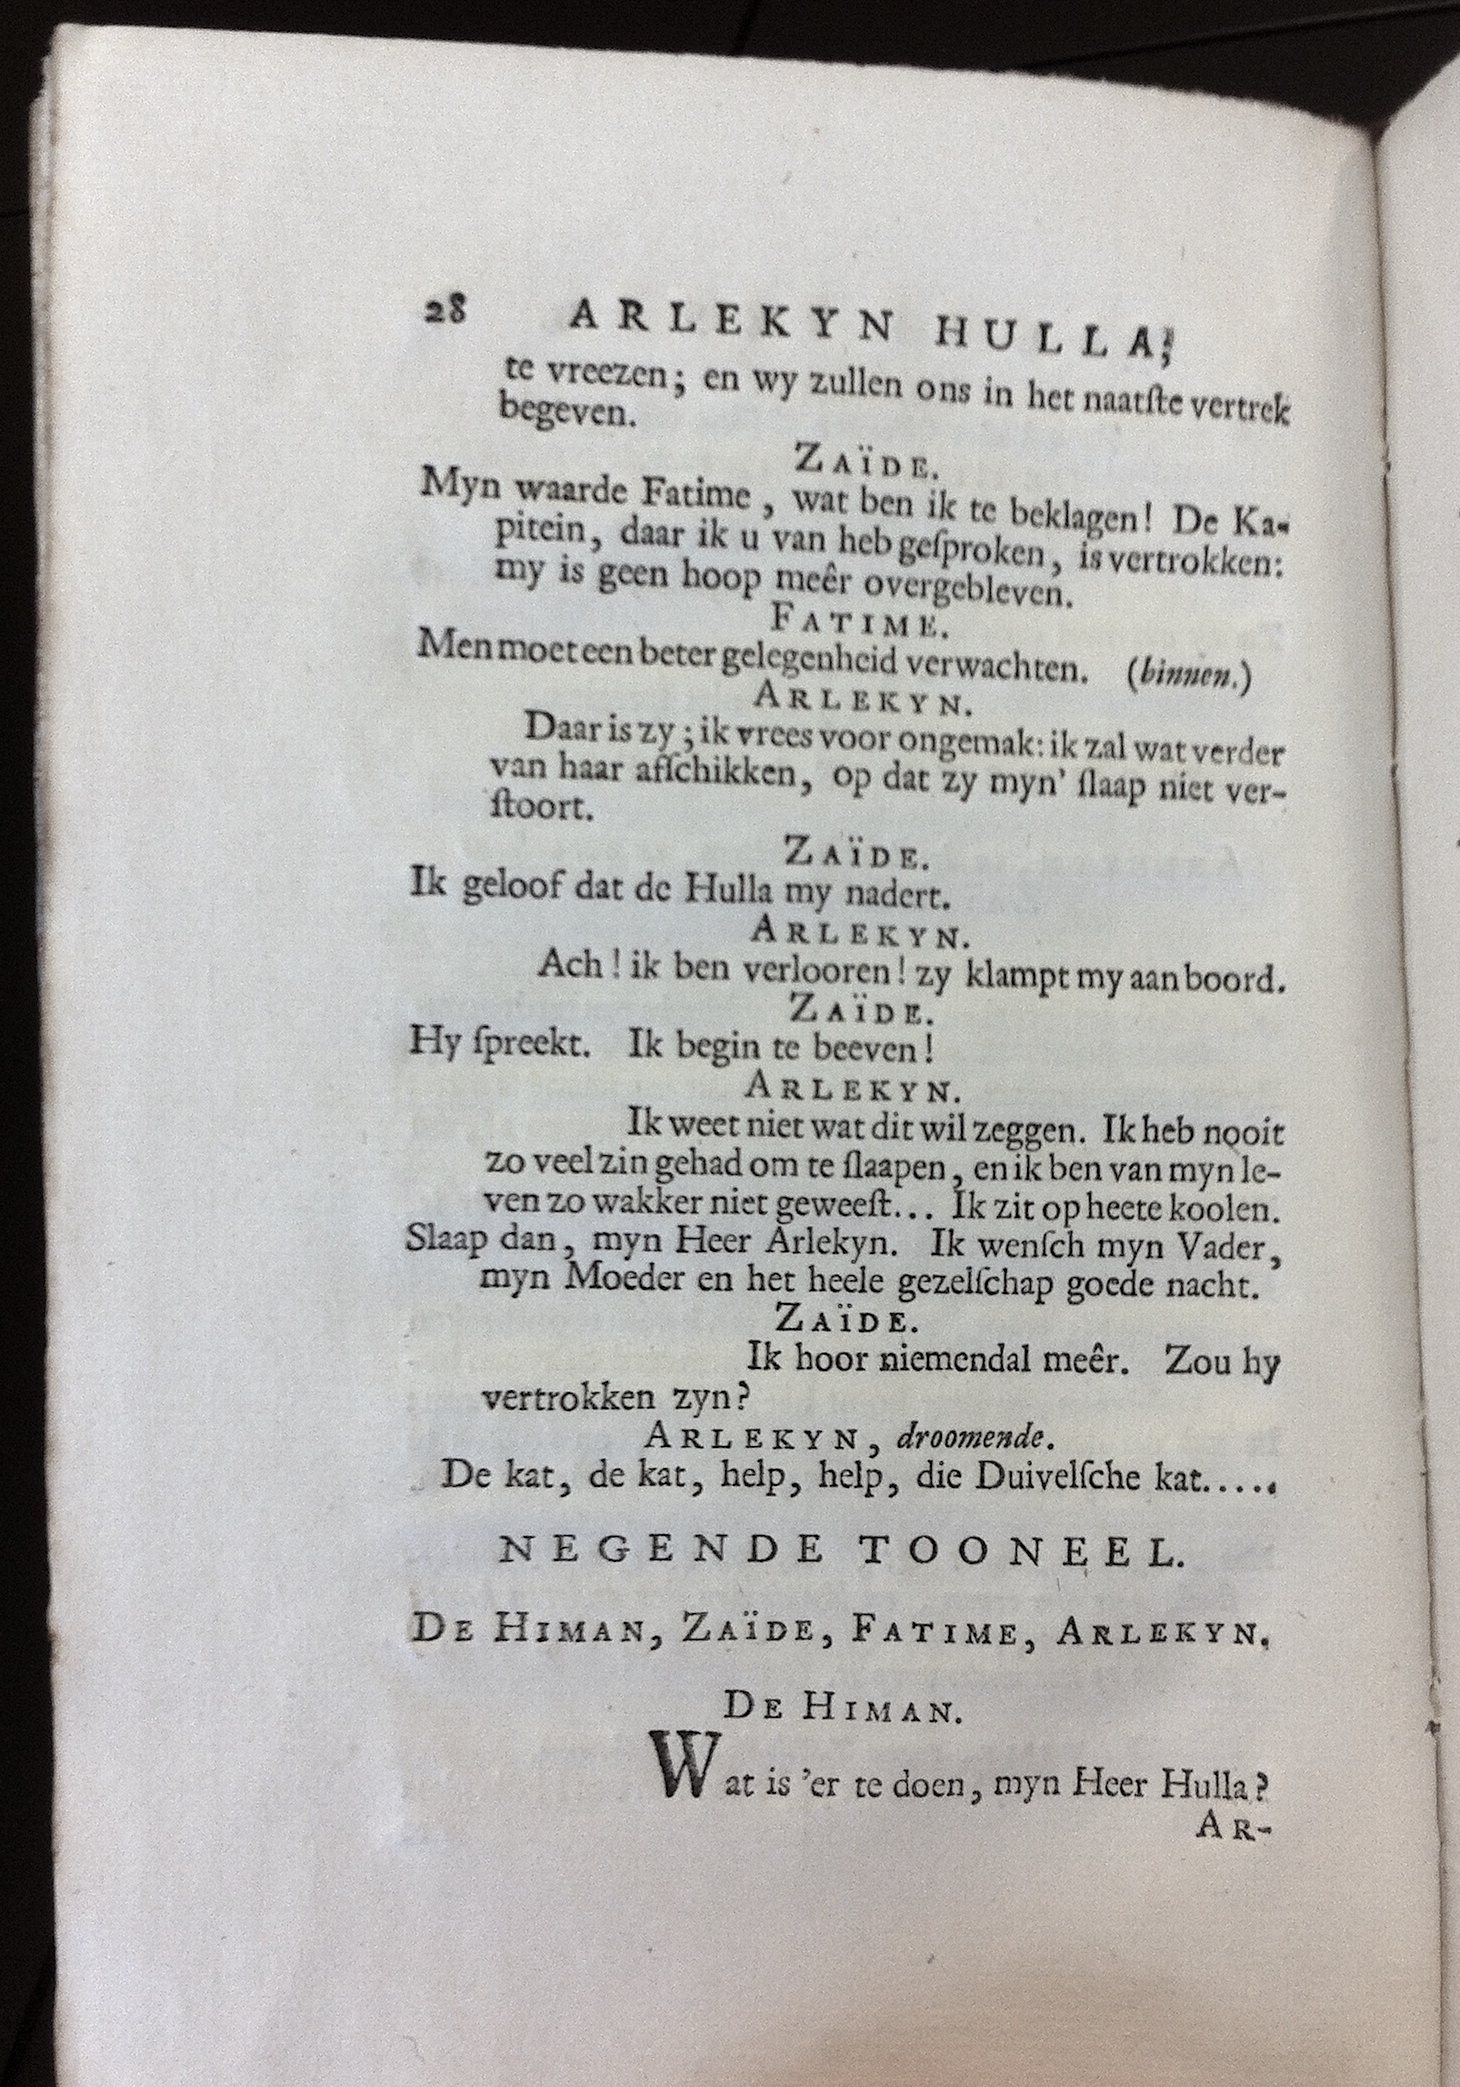 28 ARLEKYN HULLA;
te vreezen; en wy zullen ons in het naatſte vertrek
begeven.
ZAÏDE.
Myn waarde Fatime, wat ben ik te beklagen! De Ka-
pitein, daar ik u van heb geſproken, is vertrokken:
my is geen hoop meêr overgebleven.
FATIME.
Men moet een beter gelegenheid verwachten. (binnen.)
ARLEKYN.
Daar is zy; ik vrees voor ongemak: ik zal wat verder
van haar afſchikken, op dat zy myn' ſlaap niet ver-
ſtoort.
ZAÏDE.
Ik geloof dat de Hulla my nadert.
ARLEKYN.
Ach! ik ben verlooren! zy klampt my aan boord.
ZAÏDE.
Hy ſpreekt. Ik begin te beeven!
ARLEKYN.
Ik weet niet wat dit wil zeggen. Ik heb nooit
zo veel zin gehad om te ſlaapen, en ik ben van myn le-
ven zo wakker niet geweeſt... Ik zit op heete koolen.
Slaap dan, myn Heer Arlekyn. Ik wenſch myn Vader,
myn Moeder en het heele gezelſchap goede nacht.
ZAÏDE.
Ik hoor niemendal meêr. Zou hy
vertrokken zyn?
ARLEKYN, droomende.
De kat, de kat, help, help, die Duivelſche kat.....
NEGENDE TOONEEL.
DE HIMAN, ZAÏDE, FATIME, ARLEKYN.
DE HIMAN.
Wat is 'er te doen, myn Heer Hulla?
AR-